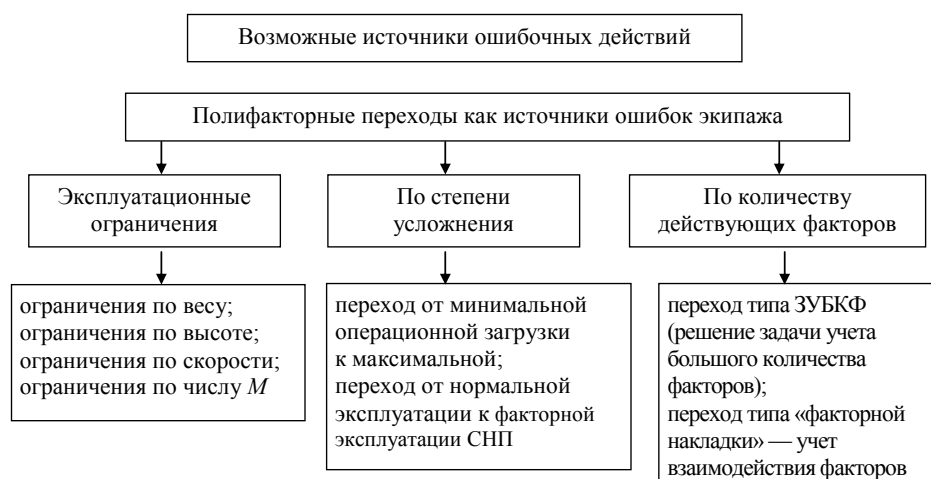 Возможные источники ошибочных действий
Полифакторные переходы как источники ошибок экипажа
Эксплуатационные
ограничения
По степени
усложнения
По количеству
действующих факторов
ограничения по весу;
ограничения по высоте;
ограничения по скорости;
ограничения по числу M
переход от минимальной
операционной загрузки
к максимальной;
переход от нормальной
эксплуатации к факторной
эксплуатации СНП
переход типа ЗУБКФ
(решение задачи учета
большого количества
факторов);
переход типа «факторной
накладки» — учет
взаимодействия факторов